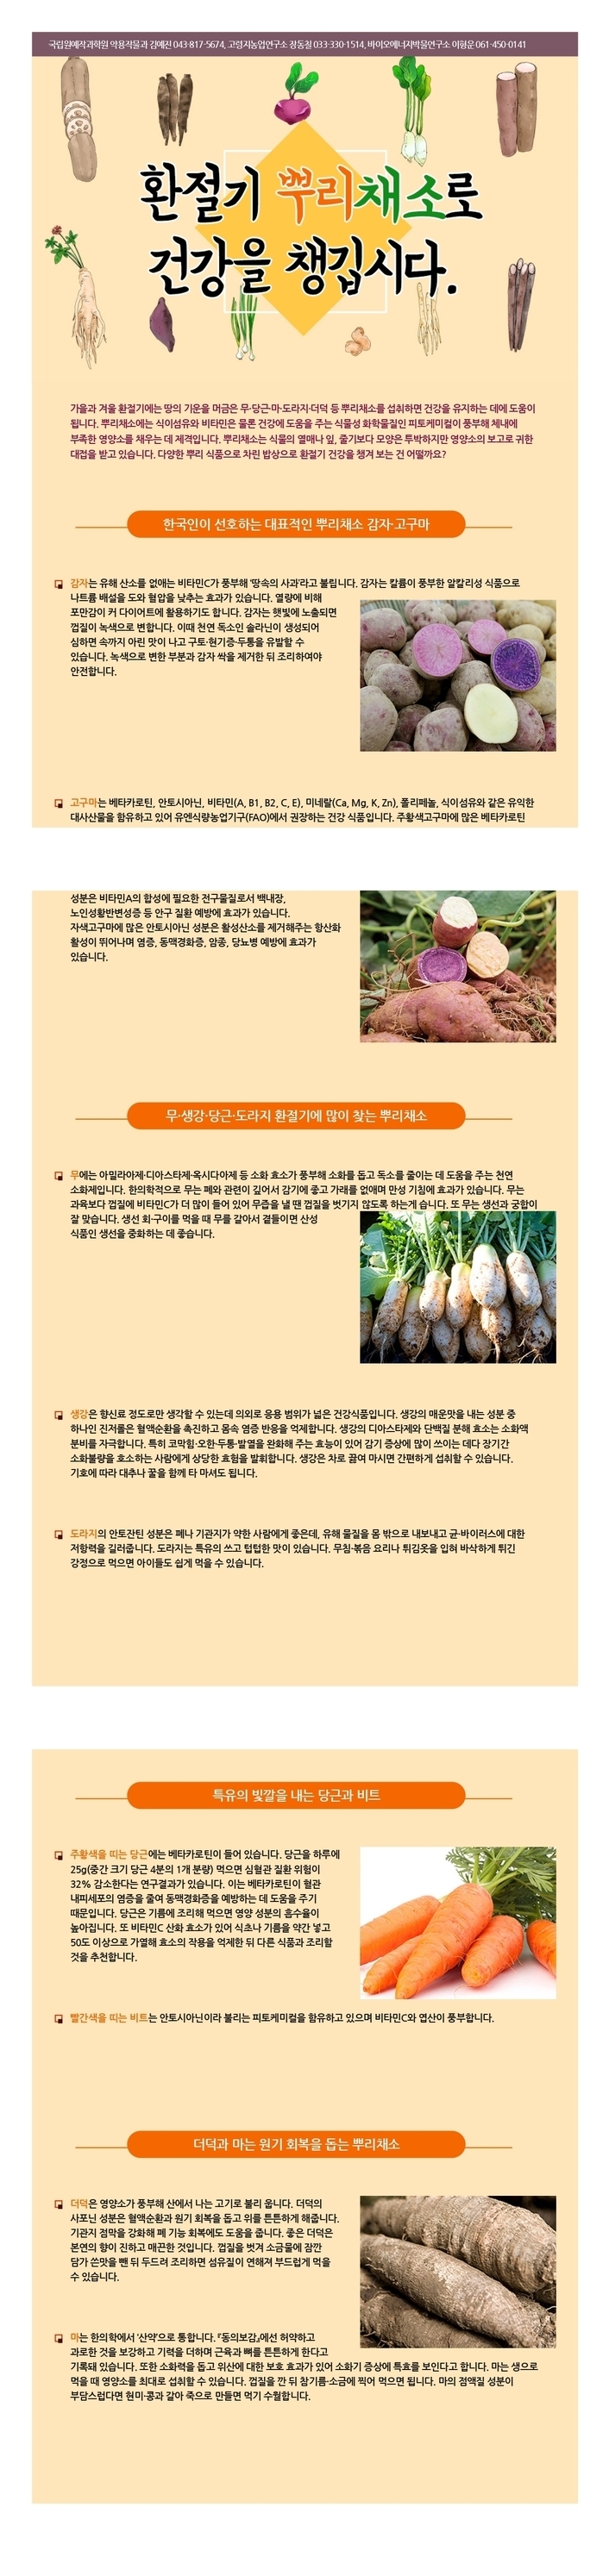 국립원예작과학원 약용작물과 김예진 043-817-5674, 고령지농업연구소 장동칠 033-330-1514, 바이오에너지박물연구소 이형운 061-450-0141
환절기 뿌리채소로
건강을 챙깁시다.
가을과 겨울 환절기에는 땅의 기운을 머금은 무·당근·마·도라지·더덕 등 뿌리채소를 섭취하면 건강을 유지하는 데에 도움이
됩니다. 뿌리채소에는 식이섬유와 비타민은 물론 건강에 도움을 주는 식물성 화학물질인 피토케미컬이 풍부해 체내에
부족한 영양소를 채우는 데 제격입니다. 뿌리채소는 식물의 열매나 잎, 줄기보다 모양은 투박하지만 영양소의 보고로 귀한
대접을 받고 있습니다. 다양한 뿌리 식품으로 차린 밥상으로 환절기 건강을 챙겨 보는 건 어떨까요?
한국인이 선호하는 대표적인 뿌리채소 감자·고구마
감자는 유해 산소를 없애는 비타민C가 풍부해 '땅속의 사과'라고 불립니다. 감자는 칼륨이 풍부한 알칼리성 식품으로
나트륨 배설을 도와 혈압을 낮추는 효과가 있습니다. 열량에 비해
포만감이 커 다이어트에 활용하기도 합니다. 감자는 햇빛에 노출되면
껍질이 녹색으로 변합니다. 이때 천연 독소인 솔라닌이 생성되어
심하면 속까지 아린 맛이 나고 구토·현기증·두통을 유발할 수
있습니다. 녹색으로 변한 부분과 감자 싹을 제거한 뒤 조리하여야
안전합니다.
고구마는 베타카로틴, 안토시아닌, 비타민(A, B1, B2, C, E), 미네랄(Ca, Mg, K, Zn), 폴리페놀, 식이섬유와 같은 유익한
대사산물을 함유하고 있어 유엔식량농업기구(FAO)에서 권장하는 건강 식품입니다. 주황색고구마에 많은 베타카로틴
성분은 비타민A의 합성에 필요한 전구물질로서 백내장,
노인성황반변성증 등 안구 질환 예방에 효과가 있습니다.
자색고구마에 많은 안토시아닌 성분은 활성산소를 제거해주는 항산화
활성이 뛰어나며 염증, 동맥경화증, 암종, 당뇨병 예방에 효과가
있습니다.
무·생강·당근·도라지 환절기에 많이 찾는 뿌리채소
무에는 아밀라아제·디아스타제·옥시다아제 등 소화 효소가 풍부해 소화를 돕고 독소를 줄이는 데 도움을 주는 천연
소화제입니다. 한의학적으로 무는 폐와 관련이 깊어서 감기에 좋고 가래를 없애며 만성 기침에 효과가 있습니다. 무는
과육보다 껍질에 비타민C가 더 많이 들어 있어 무즙을 낼 땐 껍질을 벗기지 않도록 하는게 습니다. 또 무는 생선과 궁합이
잘 맞습니다. 생선 회·구이를 먹을 때 무를 갈아서 곁들이면 산성
식품인 생선을 중화하는 데 좋습니다.
생강은 향신료 정도로만 생각할 수 있는데 의외로 응용 범위가 넓은 건강식품입니다. 생강의 매운맛을 내는 성분 중
하나인 진저롤은 혈액순환을 촉진하고 몸속 염증 반응을 억제합니다. 생강의 디아스타제와 단백질 분해 효소는 소화액
분비를 자극합니다. 특히 코막힘·오한·두통·발열을 완화해 주는 효능이 있어 감기 증상에 많이 쓰이는 데다 장기간
소화불량을 호소하는 사람에게 상당한 효험을 발휘합니다. 생강은 차로 끓여 마시면 간편하게 섭취할 수 있습니다.
기호에 따라 대추나 꿀을 함께 타 마셔도 됩니다.
도라지의 안토잔틴 성분은 폐나 기관지가 약한 사람에게 좋은데, 유해 물질을 몸 밖으로 내보내고 균·바이러스에 대한
저항력을 길러줍니다. 도라지는 특유의 쓰고 텁텁한 맛이 있습니다. 무침·볶음 요리나 튀김옷을 입혀 바삭하게 튀긴
강정으로 먹으면 아이들도 쉽게 먹을 수 있습니다.
특유의 빛깔을 내는 당근과 비트
주황색을 띠는 당근에는 베타카로틴이 들어 있습니다. 당근을 하루에
25g(중간 크기 당근 4분의 1개 분량) 먹으면 심혈관 질환 위험이
32% 감소한다는 연구결과가 있습니다. 이는 베타카로틴이 혈관
내피세포의 염증을 줄여 동맥경화증을 예방하는 데 도움을 주기
때문입니다. 당근은 기름에 조리해 먹으면 영양 성분의 흡수율이
높아집니다. 또 비타민C 산화 효소가 있어 식초나 기름을 약간 넣고
50도 이상으로 가열해 효소의 작용을 억제한 뒤 다른 식품과 조리할
것을 추천합니다.
빨간색을 띠는 비트는 안토시아닌이라 불리는 피토케미컬을 함유하고 있으며 비타민C와 엽산이 풍부합니다.
더덕과 마는 원기 회복을 돕는 뿌리채소
더덕은 영양소가 풍부해 산에서 나는 고기로 불리 웁니다. 더덕의
사포닌 성분은 혈액순환과 원기 회복을 돕고 위를 튼튼하게 해줍니다.
기관지 점막을 강화해 폐 기능 회복에도 도움을 줍니다. 좋은 더덕은
본연의 향이 진하고 매끈한 것입니다. 껍질을 벗겨 소금물에 잠깐
담가 쓴맛을 뺀 뒤 두드려 조리하면 섬유질이 연해져 부드럽게 먹을
수 있습니다.
마는 한의학에서 '산약'으로 통합니다. 『동의보감』에선 허약하고
과로한 것을 보강하고 기력을 더하며 근육과 뼈를 튼튼하게 한다고
기록돼 있습니다. 또한 소화력을 돕고 위산에 대한 보호 효과가 있어 소화기 증상에 특효를 보인다고 합니다. 마는 생으로
먹을 때 영양소를 최대로 섭취할 수 있습니다. 껍질을 깐 뒤 참기름·소금에 찍어 먹으면 됩니다. 마의 점액질 성분이
부담스럽다면 현미·콩과 갈아 죽으로 만들면 먹기 수월합니다.